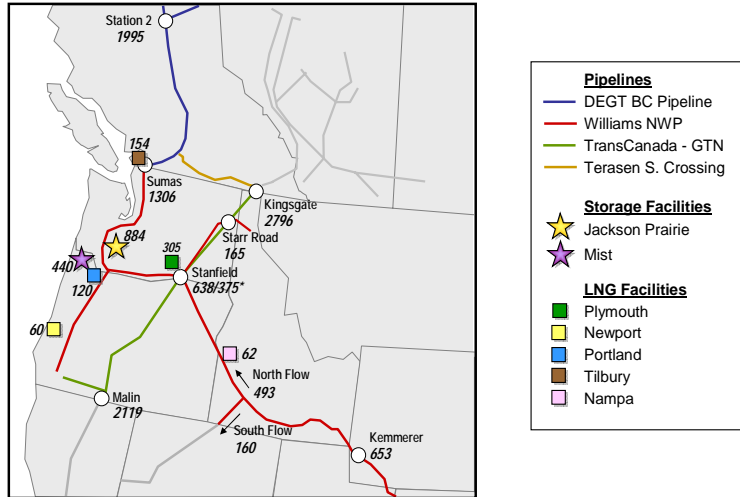 Station 2
1995
154
Sumas
1306
Kingsgate
2796
Starr Road
165
884
305
440
120
Stanfield
638/375*
60
62
North Flow
493
Malin
2119
South Flow
160
Kemmerer
653
Pipelines
DEGT BC Pipeline
Williams NWP
TransCanada - GTN
Terasen S. Crossing
Storage Facilities
Jackson Prairie
Mist
LNG Facilities
Plymouth
Newport
Portland
Tilbury
Nampa